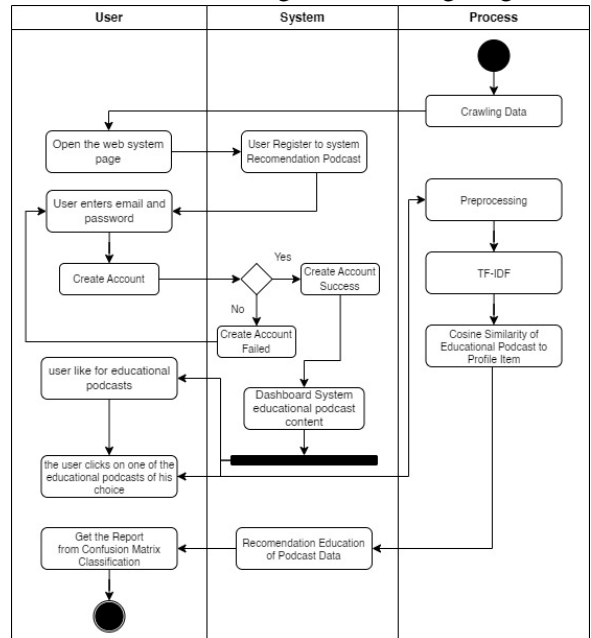 User
System
Process
Crawling Data
Open the web system
page
User Register to system
Recomendation Podcast
User enters email and
password
Preprocessing
Create Account
Yes
No
Create Account
Success
TF-IDF
Create Account
Failed
Cosine Similarity of
Educational Podcast to
Profile Item
user like for educational
podcasts
Dashboard System
educational podcast
content
the user clicks on one of the
educational podcasts of his
choice
Get the Report
from Confusion Matrix
Classification
Recomendation Education
of Podcast Data